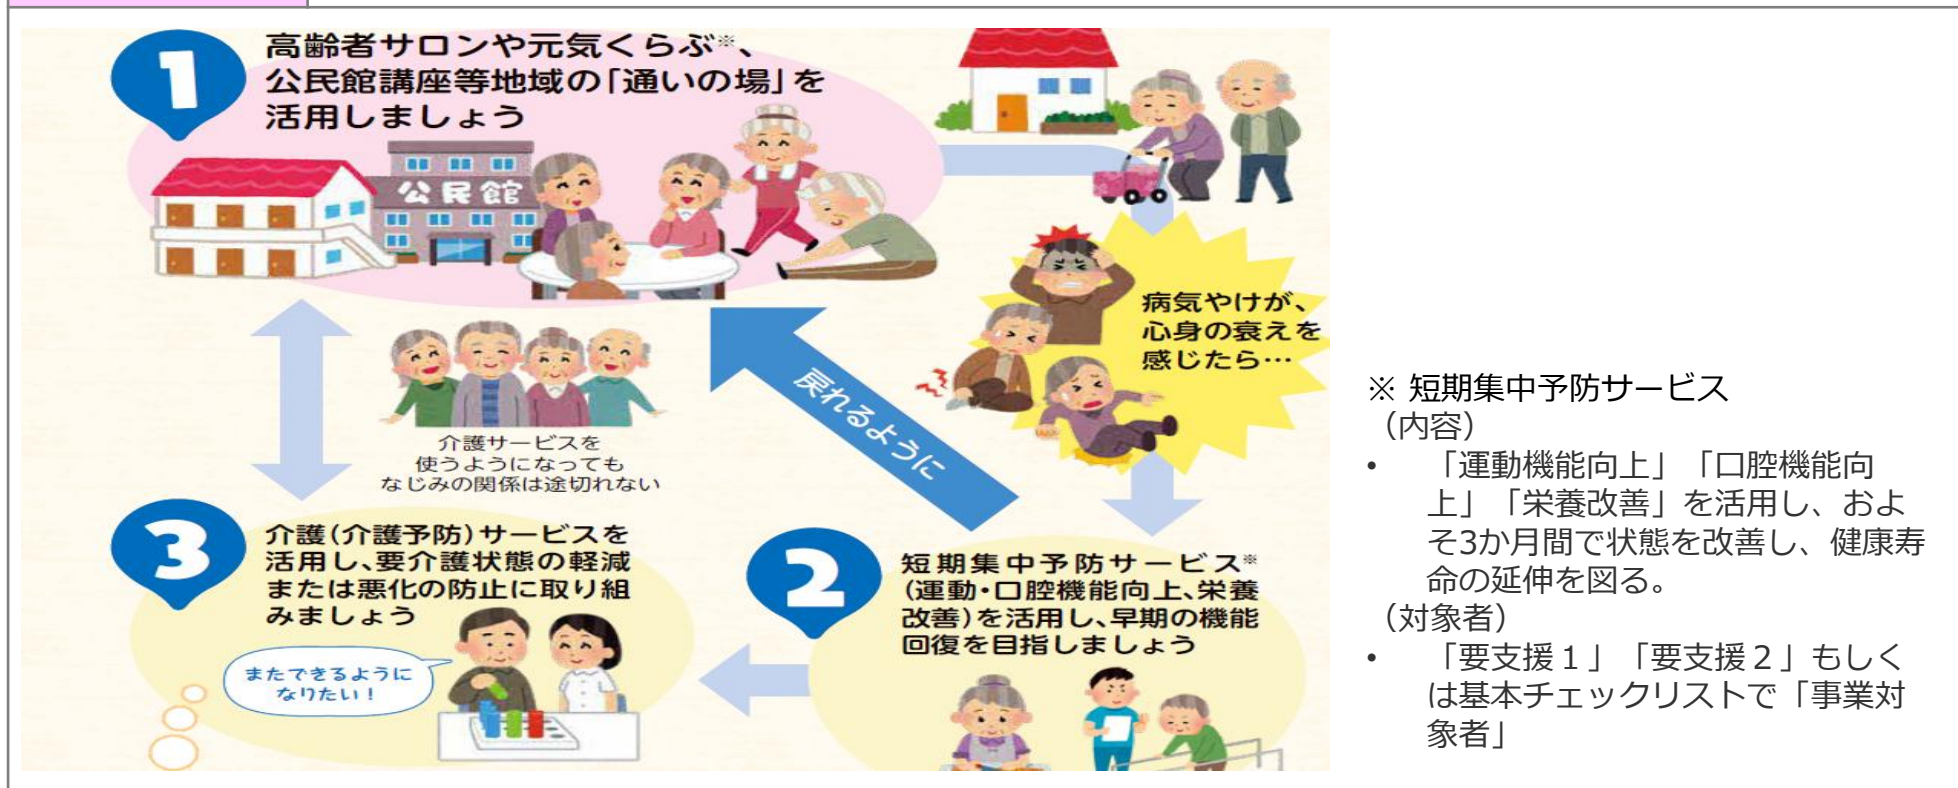 1
高齢者サロンや元気くらぶ※、
公民館講座等地域の「通いの場」を
活用しましょう
公民館
病気やけが、
心身の衰えを
感じたら…
戻れるように
介護サービスを
使うようになっても
なじみの関係は途切れない
3
介護(介護予防)サービスを
活用し、要介護状態の軽減
または悪化の防止に取り組
みましょう
またできるように
なりたい！
2
短期集中予防サービス※
(運動・口腔機能向上、栄養
改善)を活用し、早期の機能
回復を目指しましょう
※ 短期集中予防サービス
（内容）
• 「運動機能向上」「口腔機能向
上」「栄養改善」を活用し、およ
そ3か月間で状態を改善し、健康寿
命の延伸を図る。
（対象者）
• 「要支援１」「要支援２」もしく
は基本チェックリストで「事業対
象者」